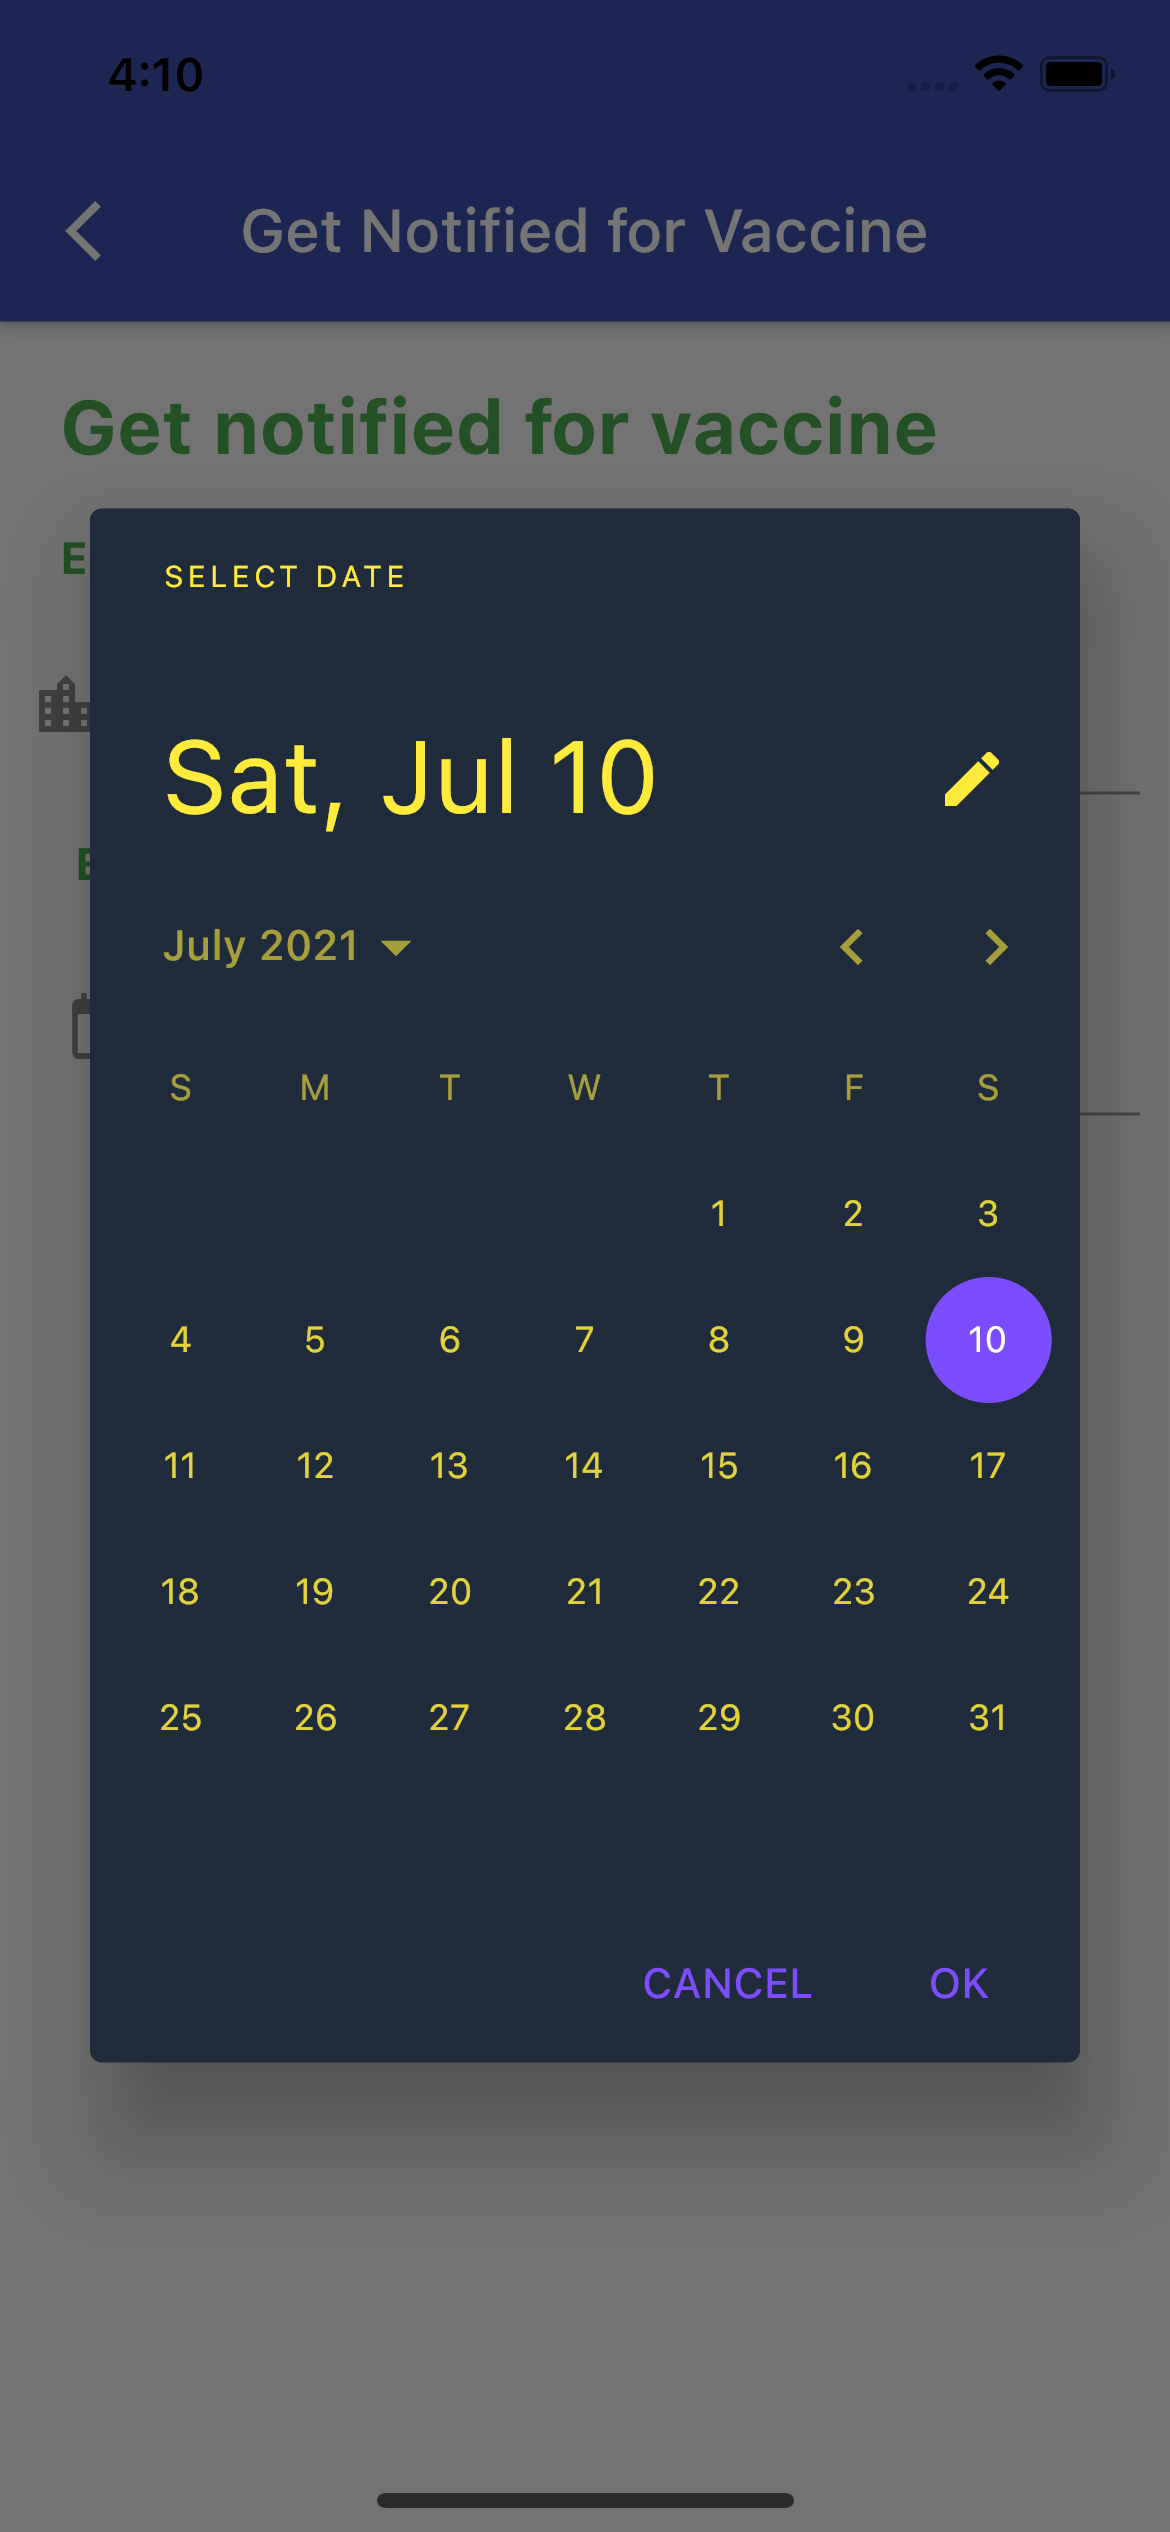 4:10
Get Notified for Vaccine
Get notified for vaccine
E
SELECT DATE
Sat, Jul 10
E
July 2021
S M T W T F S
1 2 3
4 5 6 7 8 9 10
11 12 13 14 15 16 17
18 19 20 21 22 23 24
25 26 27 28 29 30 31
CANCEL OK